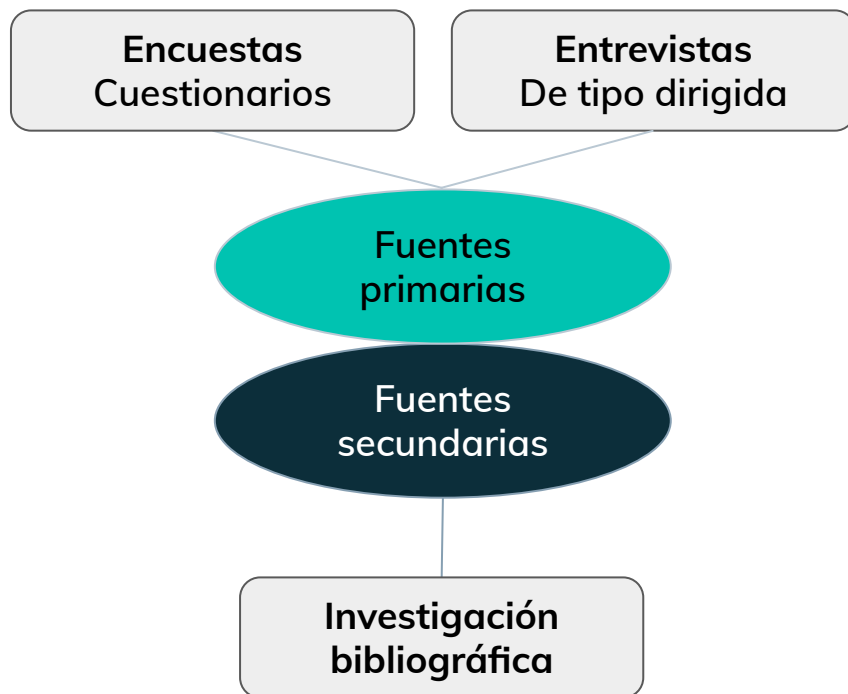 Encuestas
Cuestionarios
Entrevistas
De tipo dirigida
Fuentes
primarias
Fuentes
secundarias
Investigación
bibliográfica